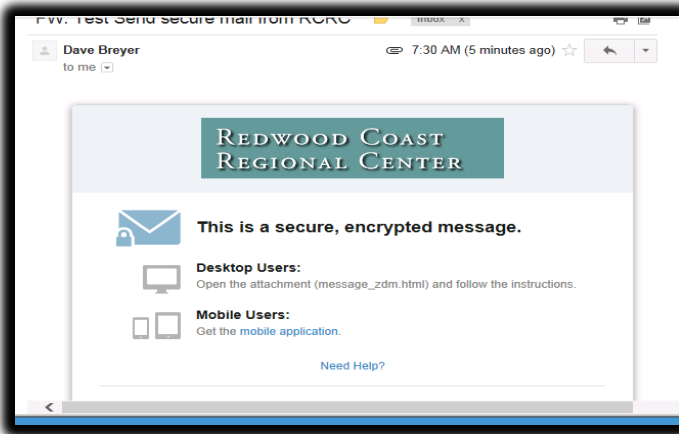 FW: Test Send secure mail from RCRC
Inbox x
Dave Breyer
7:30 AM (5 minutes ago)
to me
REDWOOD COAST
REGIONAL CENTER
This is a secure, encrypted message.
Desktop Users:
Open the attachment (message_zdm.html) and follow the instructions.
Mobile Users:
Get the mobile application.
Need Help?